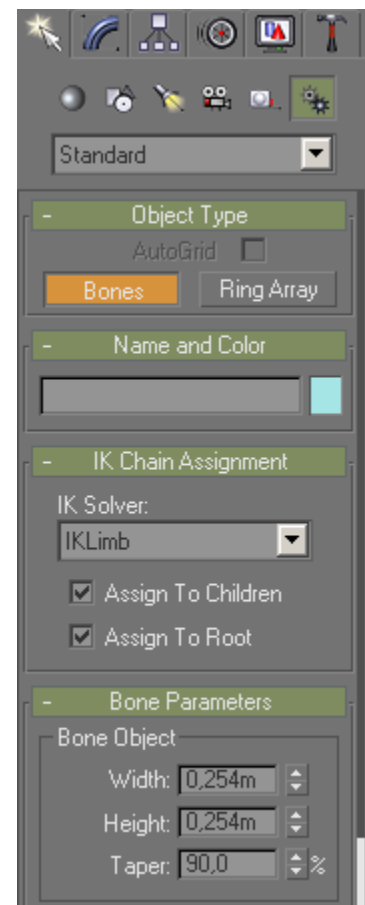 Standard
- Object Type
AutoGrid
Bones Ring Array
- Name and Color
- IK Chain Assignment
IK Solver:
IKLimb
Assign To Children
Assign To Root
- Bone Parameters
Bone Object
Width: 0,254m
Height: 0,254m
Taper: 90,0 %